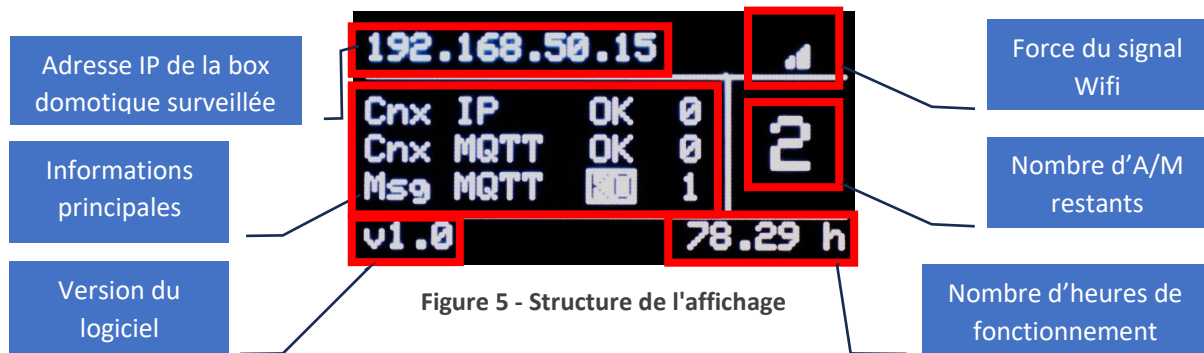 Adresse IP de la box
domotique surveillée
Informations
principales
Version du
logiciel
192.168.50.15
Cnx IP OK 0
Cnx MQTT OK 0
Msg MQTT KO 1
2
v1.0
78.29 h
Force du signal
Wifi
Nombre d'A/M
restants
Nombre d'heures de
fonctionnement
Figure 5 - Structure de l'affichage